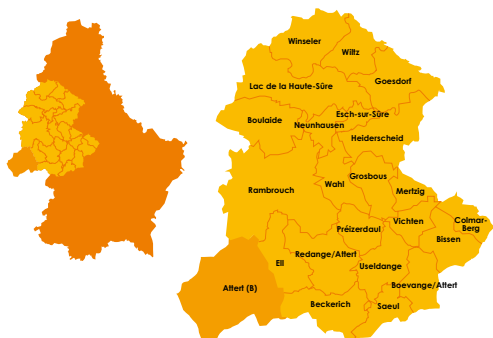 Winseler
Wiltz
Goesdorf
Lac de la Haute-Sûre
Esch-sur-Sûre
Boulaide
Neunhausen
Heiderscheid
Grosbous
Rambrouch
Wahl
Mertzig
Colmar-
Berg
Vichten
Préizerdaul
Bissen
Redange/Attert
Ell
Useldange
Attert (B)
Boevange/Attert
Beckerich
Saeul